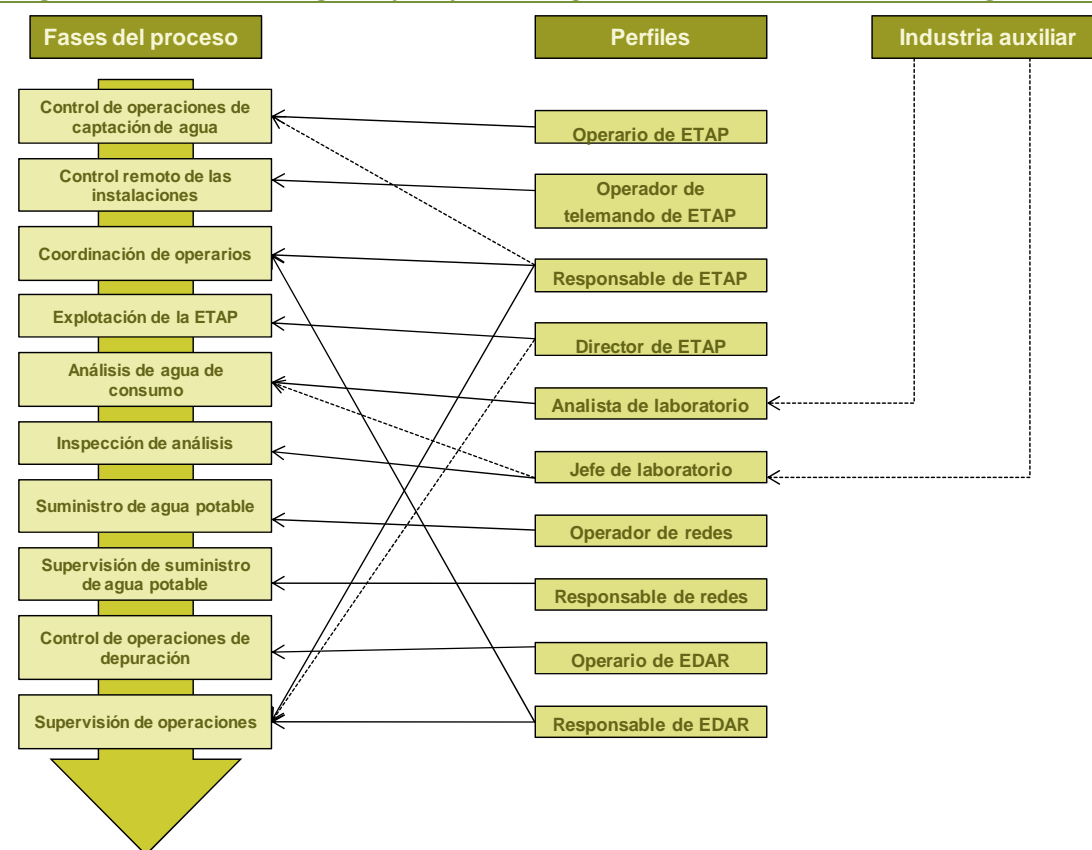 Fases del proceso
Perfiles
Industria auxiliar
Control de operaciones de
captación de agua
Control remoto de las
instalaciones
Coordinación de operarios
Explotación de la ETAP
Análisis de agua de
consumo
Inspección de análisis
Suministro de agua potable
Supervisión de suministro
de agua potable
Control de operaciones de
depuración
Supervisión de operaciones
Operario de ETAP
Operador de
telemando de ETAP
Responsable de ETAP
Director de ETAP
Analista de laboratorio
Jefe de laboratorio
Operador de redes
Responsable de redes
Operario de EDAR
Responsable de EDAR